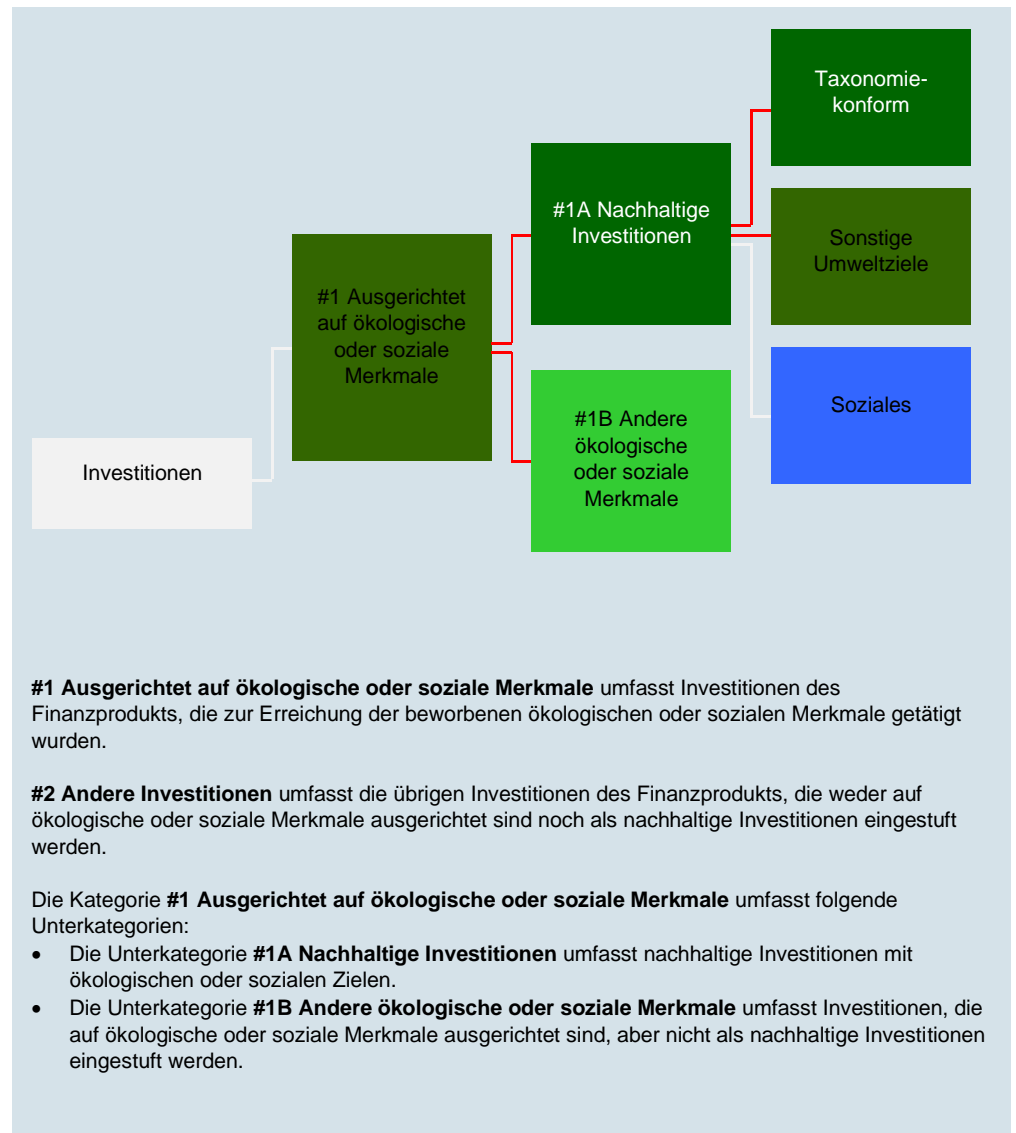 Taxonomie-
konform
#1A Nachhaltige
Investitionen
Sonstige
Umweltziele
#1 Ausgerichtet
auf ökologische
oder soziale
Merkmale
Soziales
#1B Andere
ökologische
oder soziale
Merkmale
Investitionen
#1 Ausgerichtet auf ökologische oder soziale Merkmale umfasst Investitionen des
Finanzprodukts, die zur Erreichung der beworbenen ökologischen oder sozialen Merkmale getätigt
wurden.
#2 Andere Investitionen umfasst die übrigen Investitionen des Finanzprodukts, die weder auf
ökologische oder soziale Merkmale ausgerichtet sind noch als nachhaltige Investitionen eingestuft
werden.
Die Kategorie #1 Ausgerichtet auf ökologische oder soziale Merkmale umfasst folgende
Unterkategorien:
• Die Unterkategorie #1A Nachhaltige Investitionen umfasst nachhaltige Investitionen mit
ökologischen oder sozialen Zielen.
• Die Unterkategorie #1B Andere ökologische oder soziale Merkmale umfasst Investitionen, die
auf ökologische oder soziale Merkmale ausgerichtet sind, aber nicht als nachhaltige Investitionen
eingestuft werden.